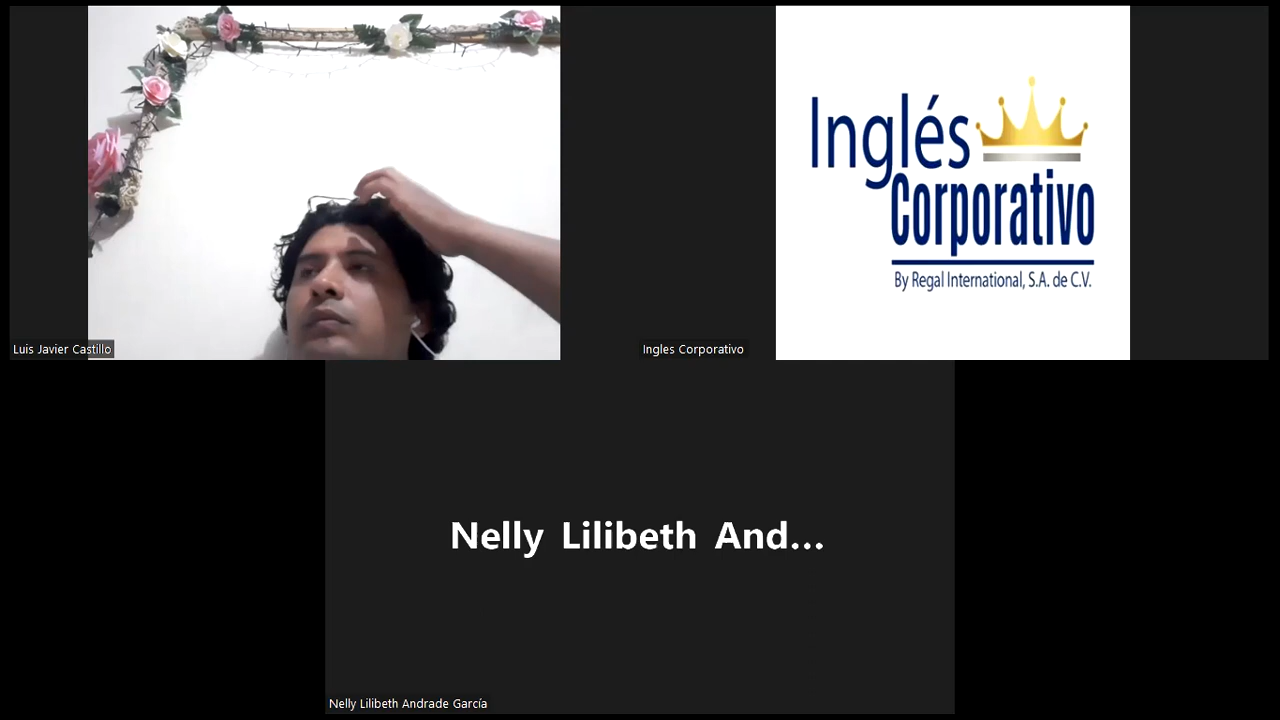 Inglés
Corporativo
By Regal International, S.A. de C.V.
Luis Javier Castillo
Ingles Corporativo
Nelly Lilibeth And...
Nelly Lilibeth Andrade García